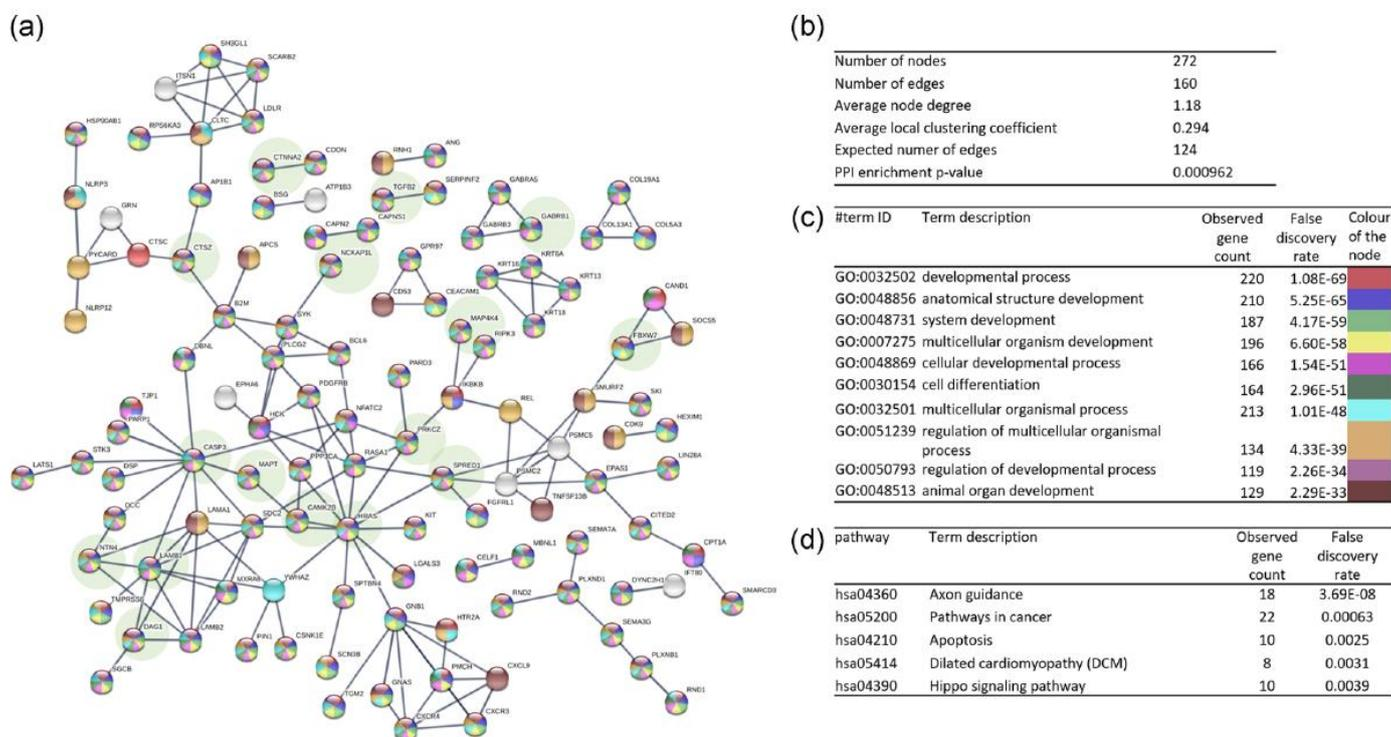 (a)
SH3GL1
SCARB2
ITSN1
LDLR
CLTC
HSP90AB1
RPS6KA3
CTNNA2
CDON
RNH1
ANG
NLRP3
AP1B1
BSG
ATP1B3
TGFB2
SERPINF2
GABRA5
COL19A1
GRN
CAPN2
CAPNS1
GABRB3
GABRB1
COL13A1
COL5A3
PYCARD
CTSC
CTSZ
APCS
NCKAP1L
GPR97
KRT6A
KRT16
KRT13
CD53
CEACAM1
KRT18
NLRP12
B2M
SYK
MAP4K4
RIPK3
CAND1
SOCS5
FBXW7
DBNL
PLCG2
BCL6
PARD3
EPHA6
PDGFRB
IKBKB
SMURF2
SKI
TJP1
PARP1
HCK
NFATC2
REL
CDK9
HEXIM1
STK3
CASP3
PRKCZ
PSMC5
LATS1
DSP
MAPT
PPP3CA
RASA1
SPRED1
PSMC2
EPAS1
LIN28A
FGFRL1
TNFSF13B
DCC
LAMA1
SDC2
CAMK2B
HRAS
KIT
CITED2
NTN4
LAMB1
MXRA8
YWHAZ
LGALS3
CELF1
MBNL1
SEMA7A
CPT1A
IFT80
DYNC2H1
TMPRSS6
SPTBN4
RND2
PLXND1
SMARCD3
DAG1
LAMB2
PIN1
CSNK1E
GNB1
HTR2A
SEMA3G
SGCB
SCN3B
PMCH
CXCL9
PLXNB1
TGM2
GNAS
CXCR4
CXCR3
RND1
(b)
Number of nodes 272
Number of edges 160
Average node degree 1.18
Average local clustering coefficient 0.294
Expected numer of edges 124
PPI enrichment p-value 0.000962
(c)
#term ID Term description Observed gene count False discovery rate Colour of the node
GO:0032502 developmental process 220 1.08E-69
GO:0048856 anatomical structure development 210 5.25E-65
GO:0048731 system development 187 4.17E-59
GO:0007275 multicellular organism development 196 6.60E-58
GO:0048869 cellular developmental process 166 1.54E-51
GO:0030154 cell differentiation 164 2.96E-51
GO:0032501 multicellular organismal process 213 1.01E-48
GO:0051239 regulation of multicellular organismal
process 134 4.33E-39
GO:0050793 regulation of developmental process 119 2.26E-34
GO:0048513 animal organ development 129 2.29E-33
(d)
pathway Term description Observed gene count False discovery rate
hsa04360 Axon guidance 18 3.69E-08
hsa05200 Pathways in cancer 22 0.00063
hsa04210 Apoptosis 10 0.0025
hsa05414 Dilated cardiomyopathy (DCM) 8 0.0031
hsa04390 Hippo signaling pathway 10 0.0039